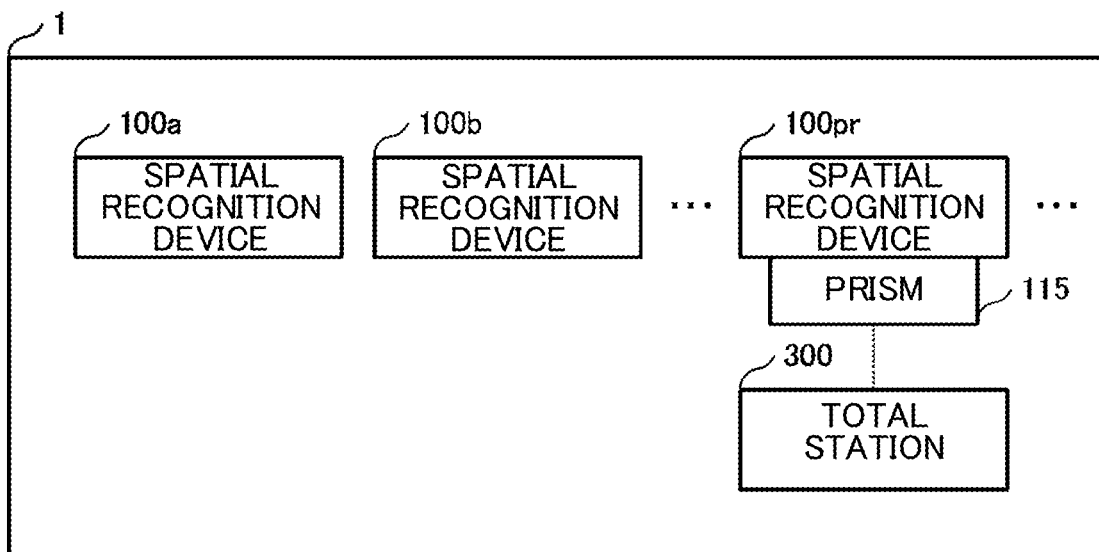 1
100a
100b
100pr
SPATIAL
RECOGNITION
DEVICE
SPATIAL
RECOGNITION
DEVICE
...
SPATIAL
RECOGNITION
DEVICE
...
PRISM
115
300
TOTAL
STATION